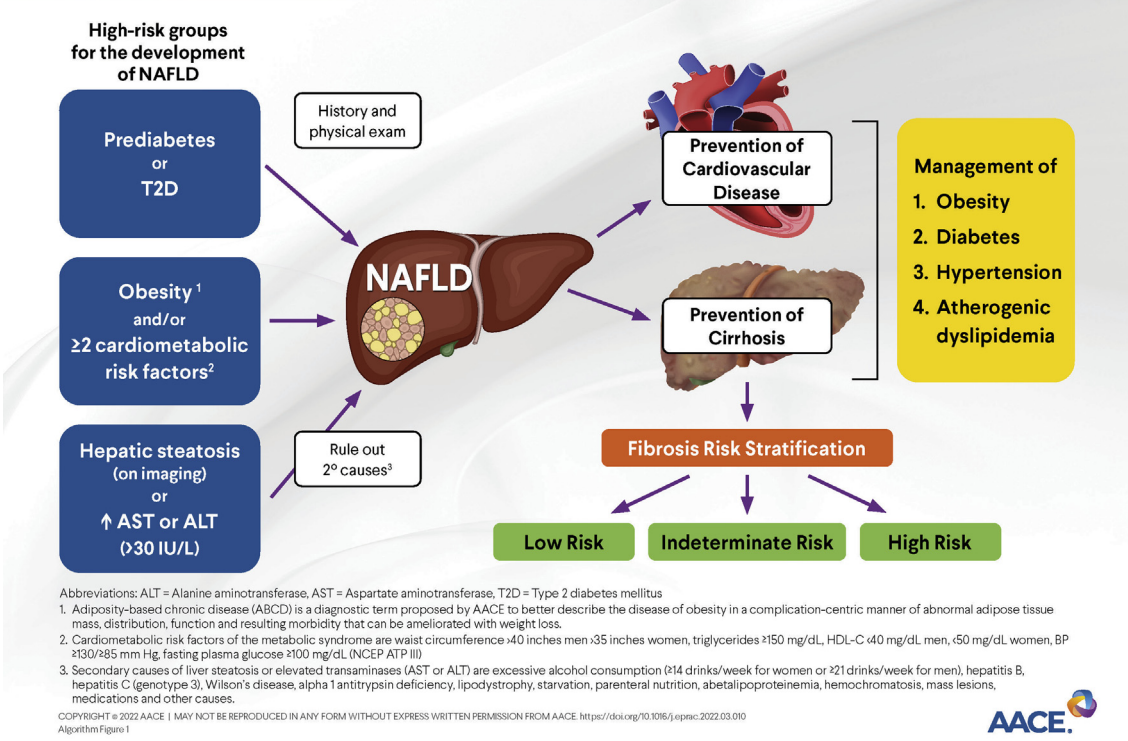 High-risk groups
for the development
of NAFLD
Prediabetes
or
T2D
Obesity ¹
and/or
≥2 cardiometabolic
risk factors²
Hepatic steatosis
(on imaging)
or
↑ AST or ALT
(>30 IU/L)
History and
physical exam
Rule out
2º causes³
NAFLD
Prevention of
Cardiovascular
Disease
Prevention of
Cirrhosis
Management of
1. Obesity
2. Diabetes
3. Hypertension
4. Atherogenic
dyslipidemia
Fibrosis Risk Stratification
Low Risk
Indeterminate Risk
High Risk
Abbreviations: ALT = Alanine aminotransferase, AST = Aspartate aminotransferase, T2D = Type 2 diabetes mellitus
1. Adiposity-based chronic disease (ABCD) is a diagnostic term proposed by AACE to better describe the disease of obesity in a complication-centric manner of abnormal adipose tissue
mass, distribution, function and resulting morbidity that can be ameliorated with weight loss.
2. Cardiometabolic risk factors of the metabolic syndrome are waist circumference >40 inches men >35 inches women, triglycerides ≥150 mg/dL, HDL-C <40 mg/dL men, <50 mg/dL women, BP
≥130/≥85 mm Hg, fasting plasma glucose ≥100 mg/dL (NCEP ATP III)
3. Secondary causes of liver steatosis or elevated transaminases (AST or ALT) are excessive alcohol consumption (≥14 drinks/week for women or ≥21 drinks/week for men), hepatitis B,
hepatitis C (genotype 3), Wilson's disease, alpha 1 antitrypsin deficiency, lipodystrophy, starvation, parenteral nutrition, abetalipoproteinemia, hemochromatosis, mass lesions,
medications and other causes.
COPYRIGHT © 2022 AACE | MAY NOT BE REPRODUCED IN ANY FORM WITHOUT EXPRESS WRITTEN PERMISSION FROM AACE. https://doi.org/10.1016/j.eprac.2022.03.010
Algorithm Figure 1
AACE.